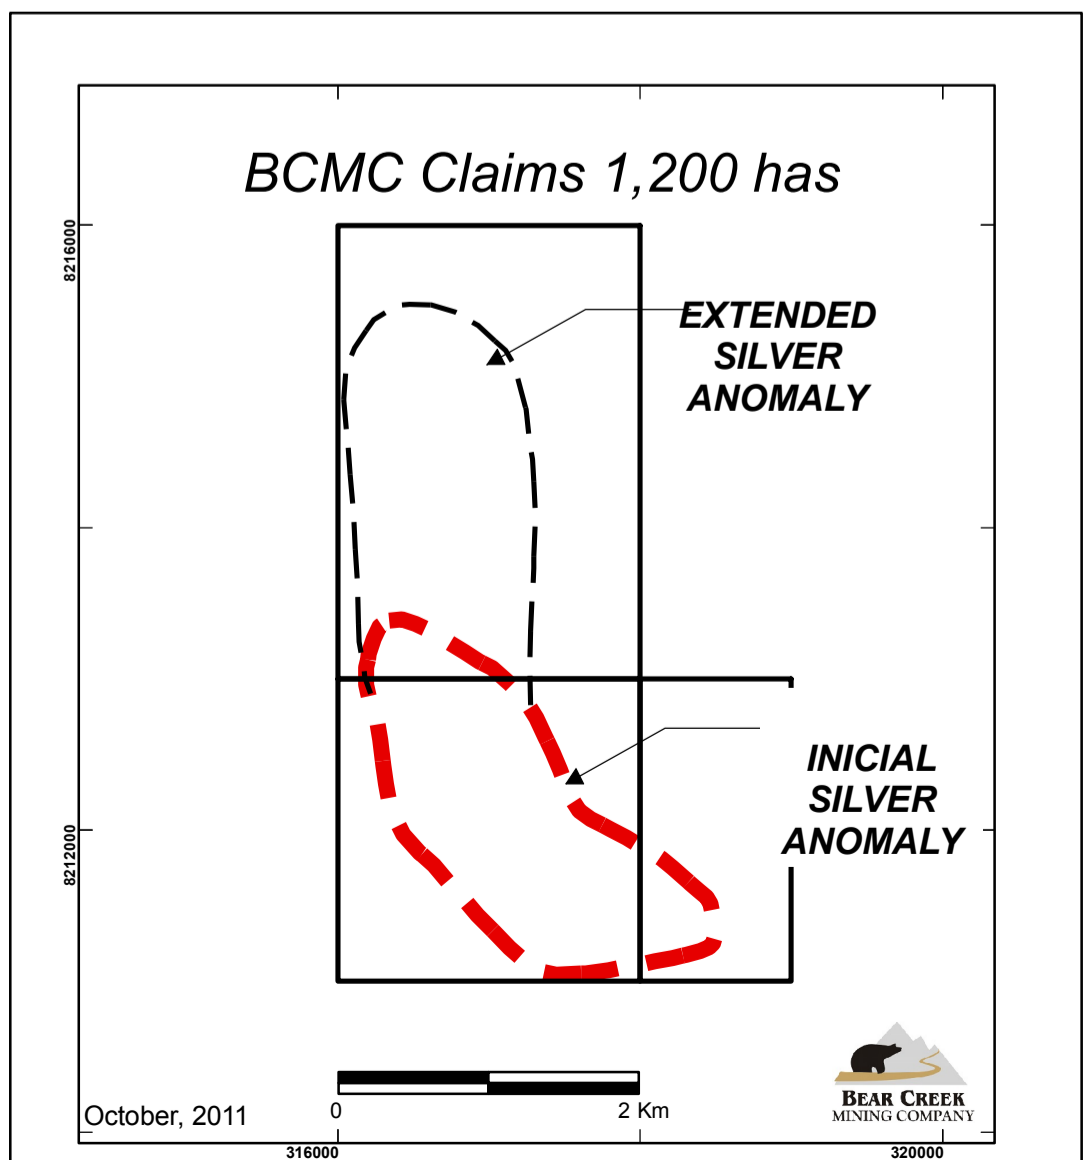 BCMC Claims 1,200 has
8216000
EXTENDED
SILVER
ANOMALY
INICIAL
SILVER
ANOMALY
8212000
October, 2011
0
2 Km
BEAR CREEK
MINING COMPANY
316000
320000